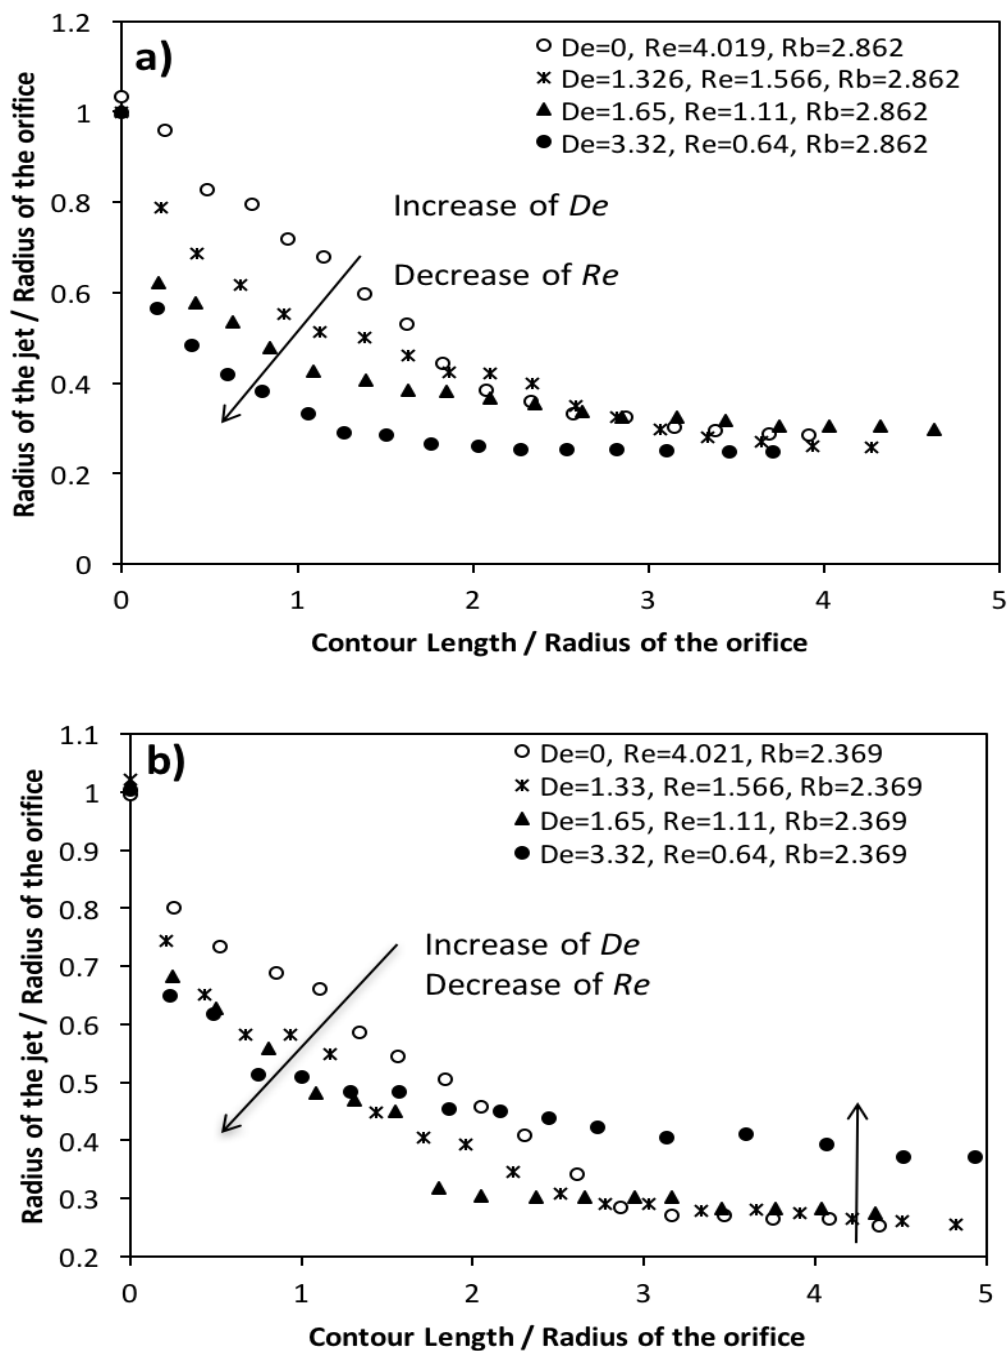 a)
De=0, Re=4.019, Rb=2.862
De=1.326, Re=1.566, Rb=2.862
De=1.65, Re=1.11, Rb=2.862
De=3.32, Re=0.64, Rb=2.862
Increase of De
Decrease of Re
Radius of the jet / Radius of the orifice
1.2
1
0.8
0.6
0.4
0.2
0
0 1 2 3 4 5
Contour Length / Radius of the orifice
b)
De=0, Re=4.021, Rb=2.369
De=1.33, Re=1.566, Rb=2.369
De=1.65, Re=1.11, Rb=2.369
De=3.32, Re=0.64, Rb=2.369
Increase of De
Decrease of Re
Radius of the jet / Radius of the orifice
1.1
1
0.9
0.8
0.7
0.6
0.5
0.4
0.3
0.2
0 1 2 3 4 5
Contour Length / Radius of the orifice